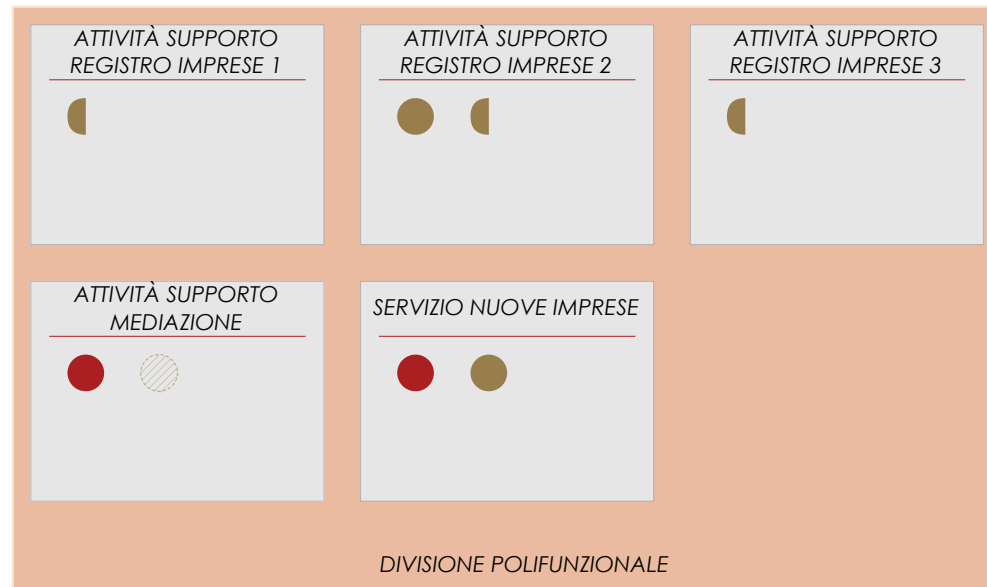 ATTIVITÀ SUPPORTO
REGISTRO IMPRESE 1
ATTIVITÀ SUPPORTO
REGISTRO IMPRESE 2
ATTIVITÀ SUPPORTO
REGISTRO IMPRESE 3
ATTIVITÀ SUPPORTO
MEDIAZIONE
SERVIZIO NUOVE IMPRESE
DIVISIONE POLIFUNZIONALE